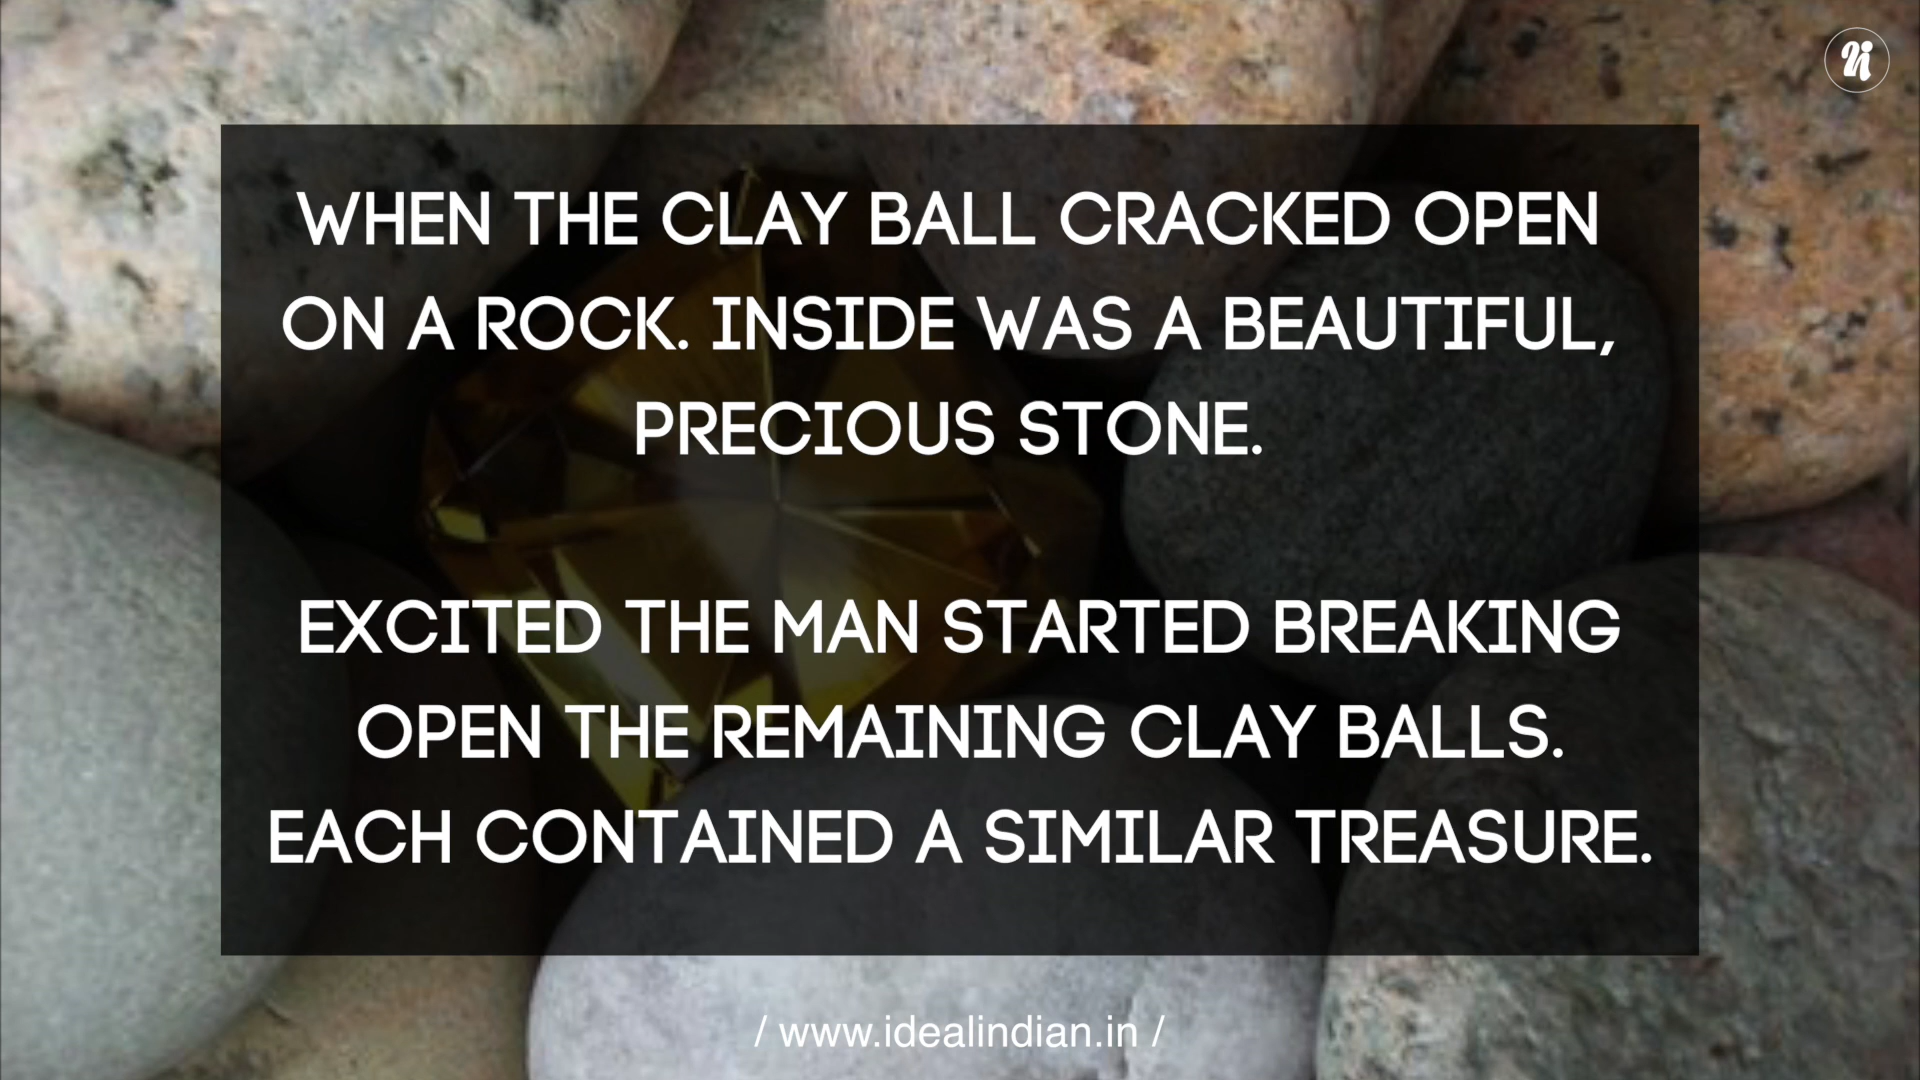 WHEN THE CLAY BALL CRACKED OPEN
ON A ROCK. INSIDE WAS A BEAUTIFUL,
PRECIOUS STONE.
EXCITED THE MAN STARTED BREAKING
OPEN THE REMAINING CLAY BALLS.
EACH CONTAINED A SIMILAR TREASURE.
/ www.idealindian.in /